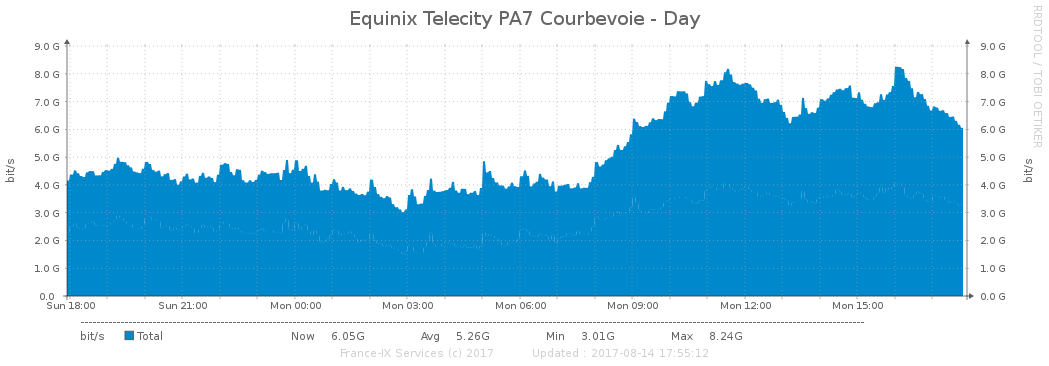 Equinix Telecity PA7 Courbevoie - Day
RRDTOOL / TOBI OETIKER
bit/s
9.0 G 9.0 G
8.0 G 8.0 G
7.0 G 7.0 G
6.0 G 6.0 G
5.0 G 5.0 G
4.0 G 4.0 G
3.0 G 3.0 G
2.0 G 2.0 G
1.0 G 1.0 G
0.0 0.0 G
bit/s
Sun 18:00 Sun 21:00 Mon 00:00 Mon 03:00 Mon 06:00 Mon 09:00 Mon 12:00 Mon 15:00
bit/s Total Now 6.05G Avg 5.26G Min 3.01G Max 8.24G
France-IX Services (c) 2017 Updated : 2017-08-14 17:55:12